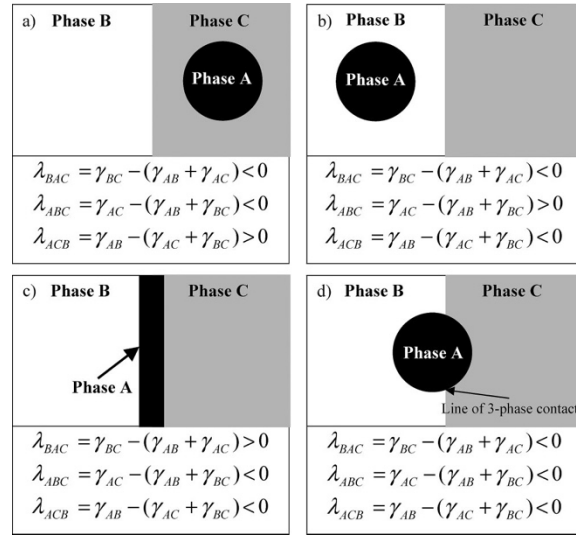 a) Phase B Phase C
Phase A
λ_BAC = γ_BC − (γ_AB + γ_AC) < 0
λ_ABC = γ_AC − (γ_AB + γ_BC) < 0
λ_ACB = γ_AB − (γ_AC + γ_BC) > 0
b) Phase B Phase C
Phase A
λ_BAC = γ_BC − (γ_AB + γ_AC) < 0
λ_ABC = γ_AC − (γ_AB + γ_BC) > 0
λ_ACB = γ_AB − (γ_AC + γ_BC) < 0
c) Phase B Phase C
Phase A
λ_BAC = γ_BC − (γ_AB + γ_AC) > 0
λ_ABC = γ_AC − (γ_AB + γ_BC) < 0
λ_ACB = γ_AB − (γ_AC + γ_BC) < 0
d) Phase B Phase C
Phase A
Line of 3-phase contact
λ_BAC = γ_BC − (γ_AB + γ_AC) < 0
λ_ABC = γ_AC − (γ_AB + γ_BC) < 0
λ_ACB = γ_AB − (γ_AC + γ_BC) < 0